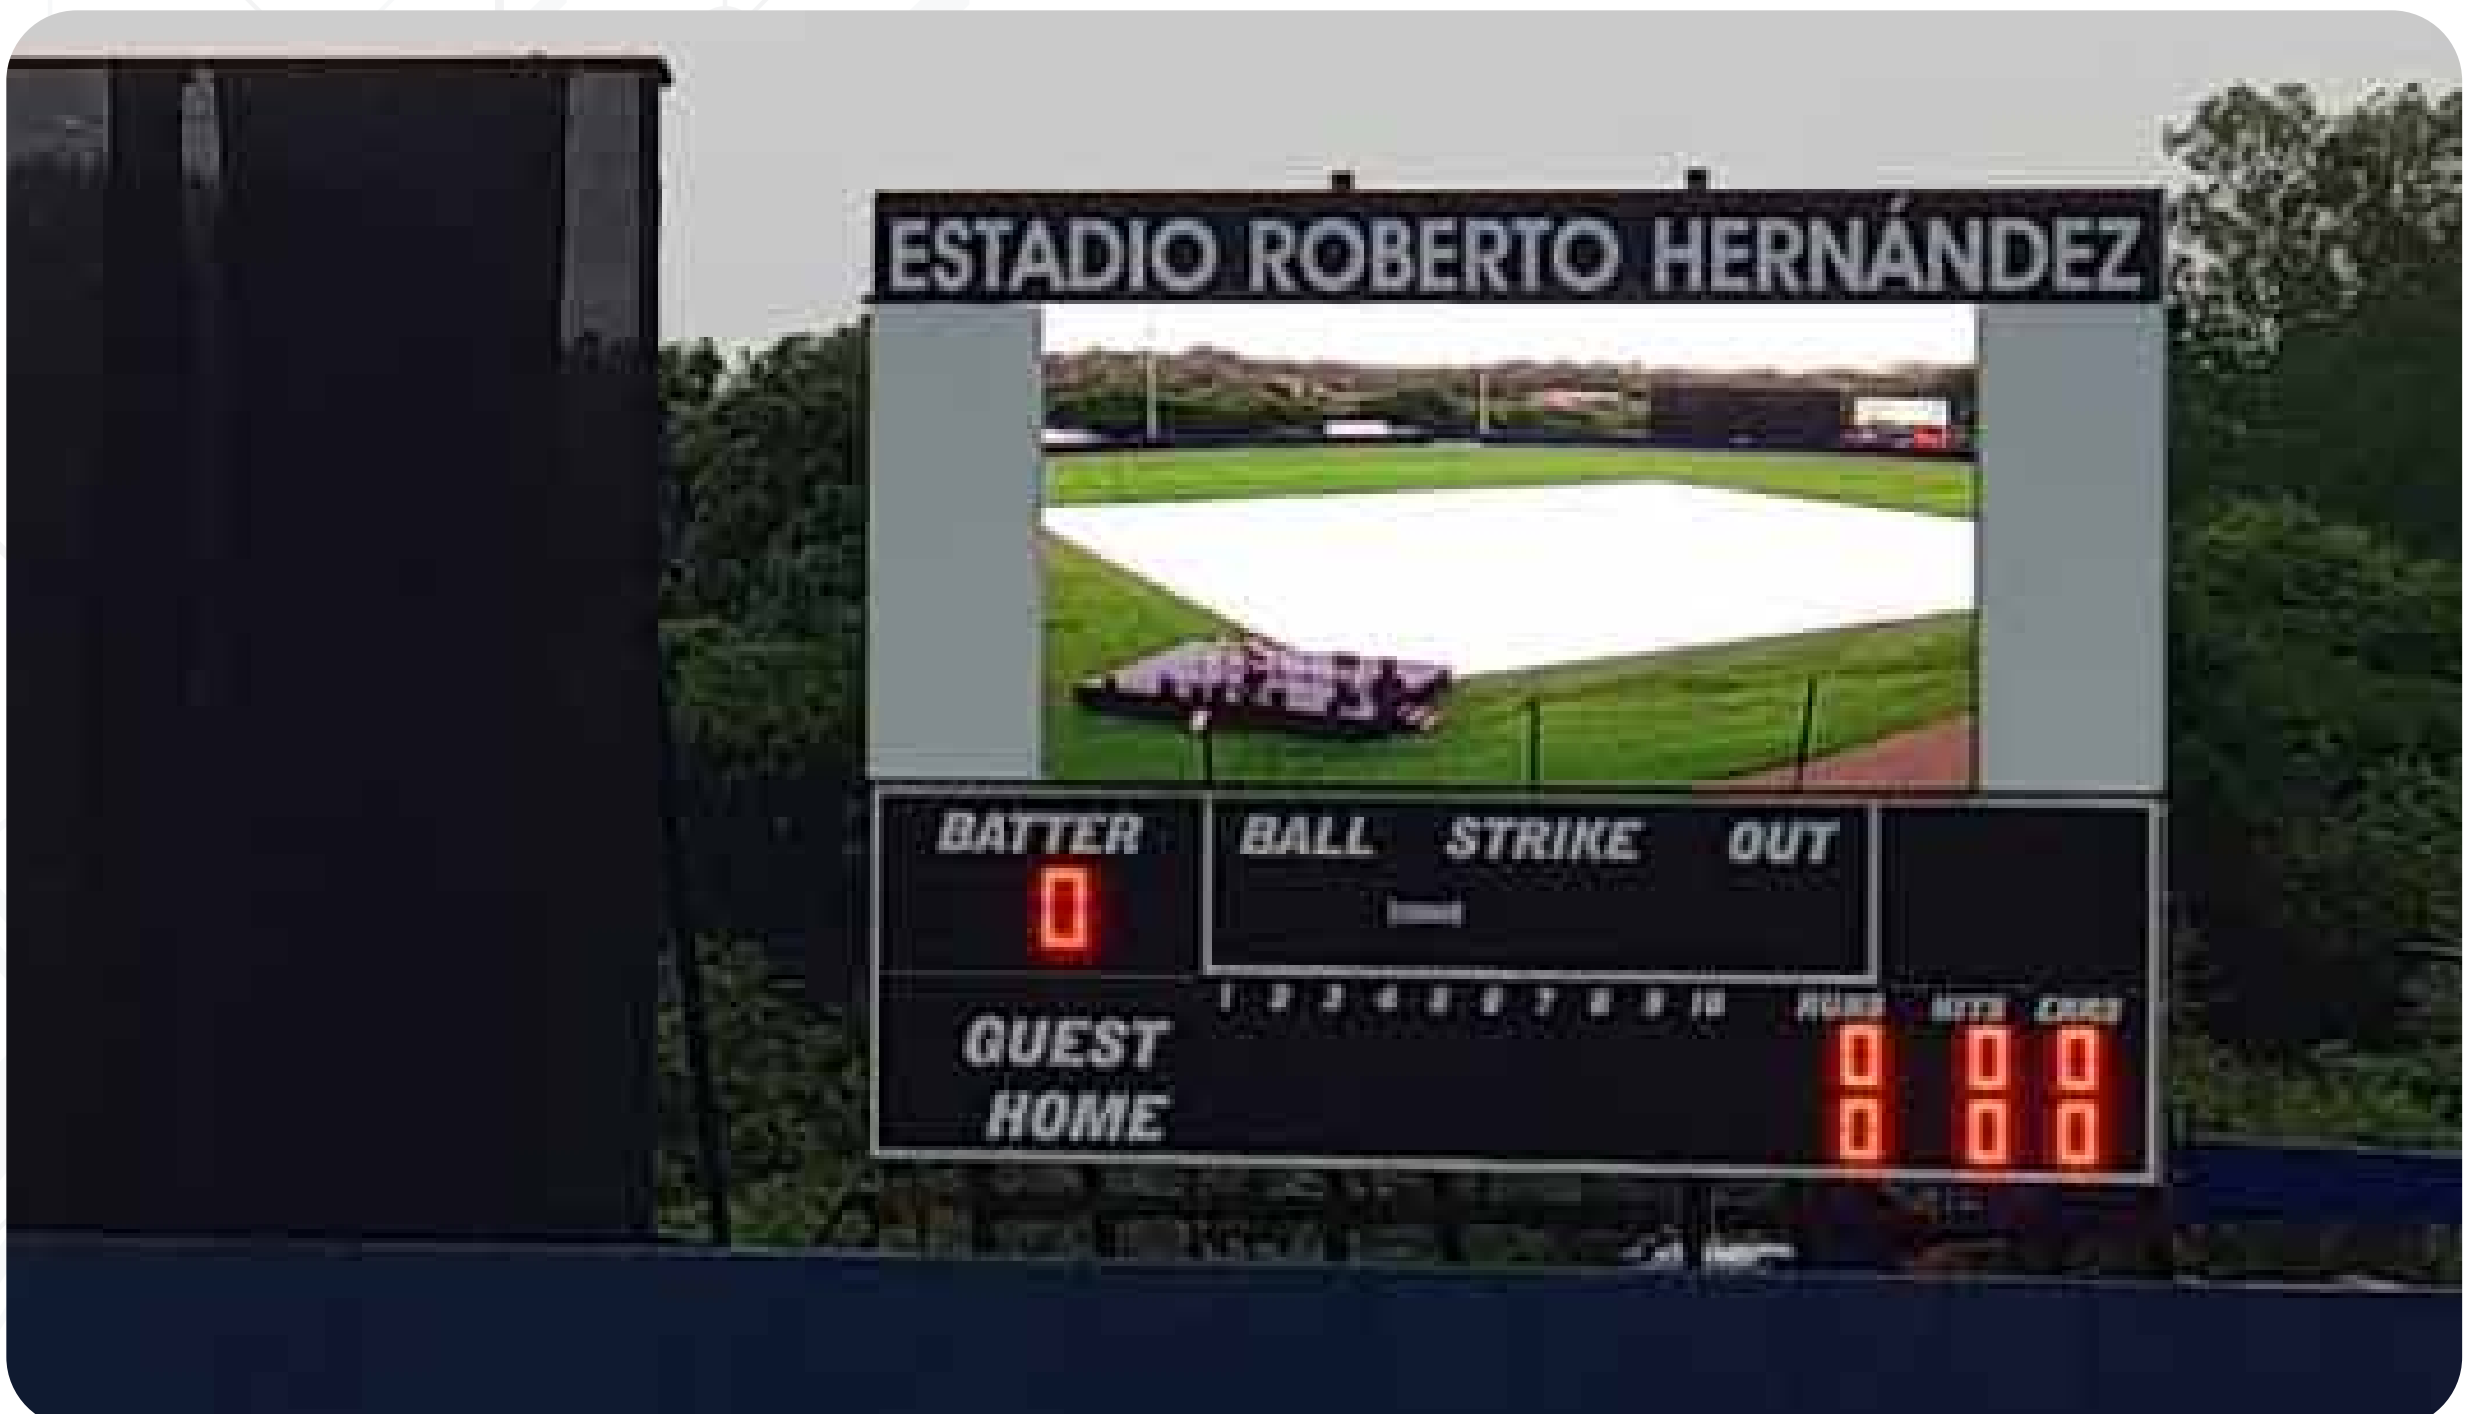 ESTADIO ROBERTO HERNÁNDEZ
BATTER BALL STRIKE OUT
0
1 2 3 4 5 6 7 8 9 10 RUNS HITS ERRS
GUEST 0 0 0
HOME 0 0 0